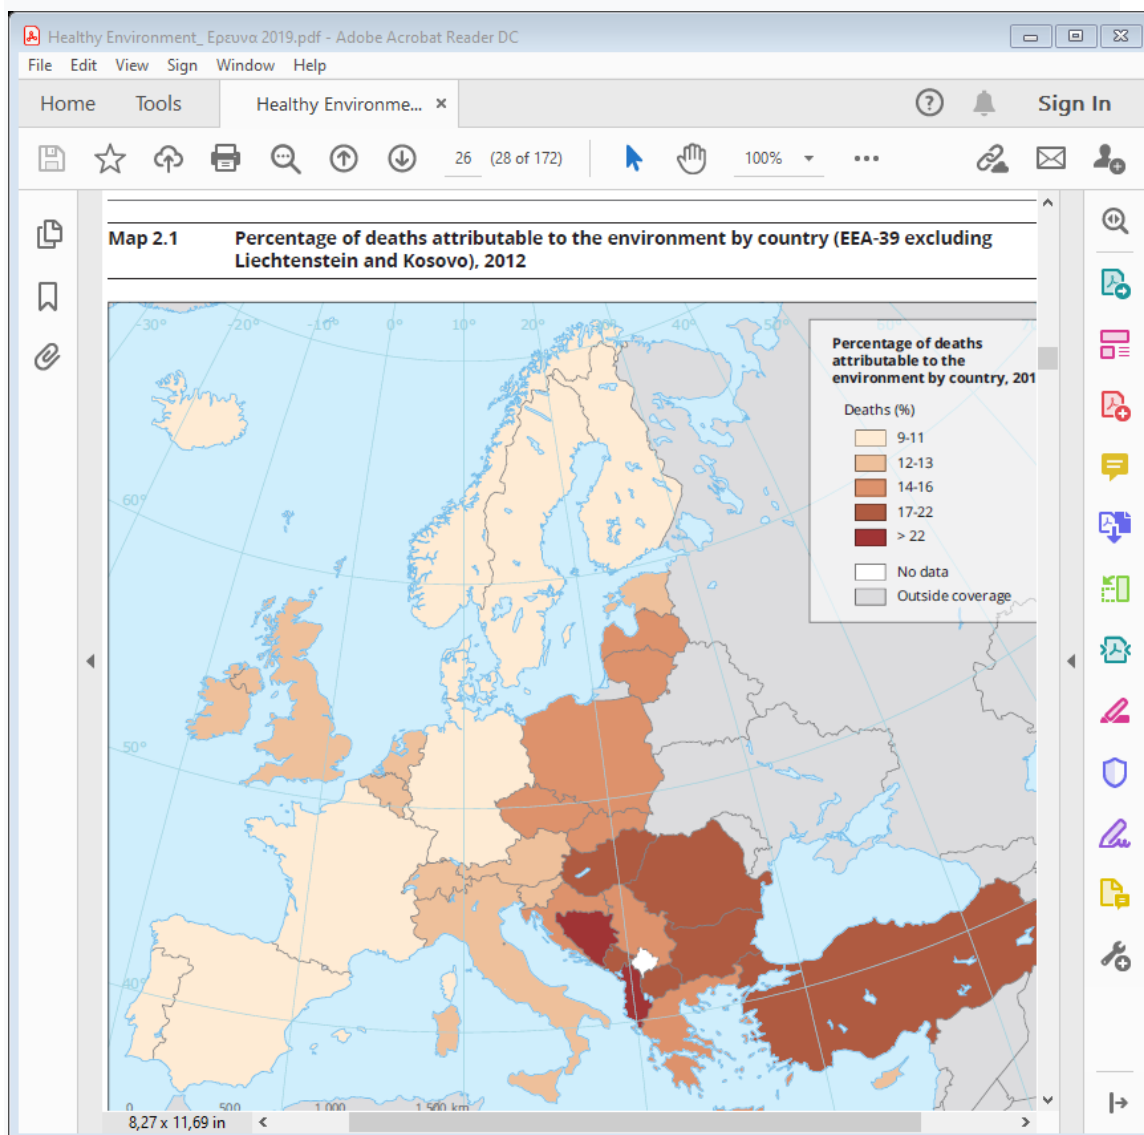 Healthy Environment_ Ερευνα 2019.pdf - Adobe Acrobat Reader DC
File Edit View Sign Window Help
Home Tools Healthy Environme... × Sign In
26 (28 of 172) 100%
Map 2.1 Percentage of deaths attributable to the environment by country (EEA-39 excluding
Liechtenstein and Kosovo), 2012
-30° -20° -10° 0° 10° 20° 30° 40° 50° 60°
Percentage of deaths
attributable to the
environment by country, 201
Deaths (%)
9-11
12-13
14-16
17-22
> 22
No data
Outside coverage
60°
50°
40°
0 500 1 000 1 500 km
8,27 x 11,69 in